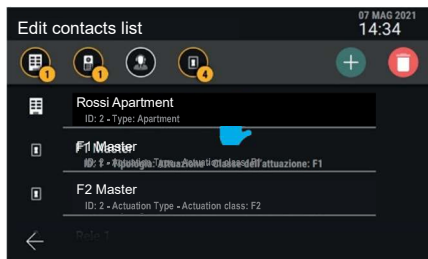 Edit contacts list
07 MAG 2021
14:34
1
1
4
Rossi Apartment
ID: 2 - Type: Apartment
F1 Master
F2 Master
ID: 2 - Actuation Type - Actuation class: F2